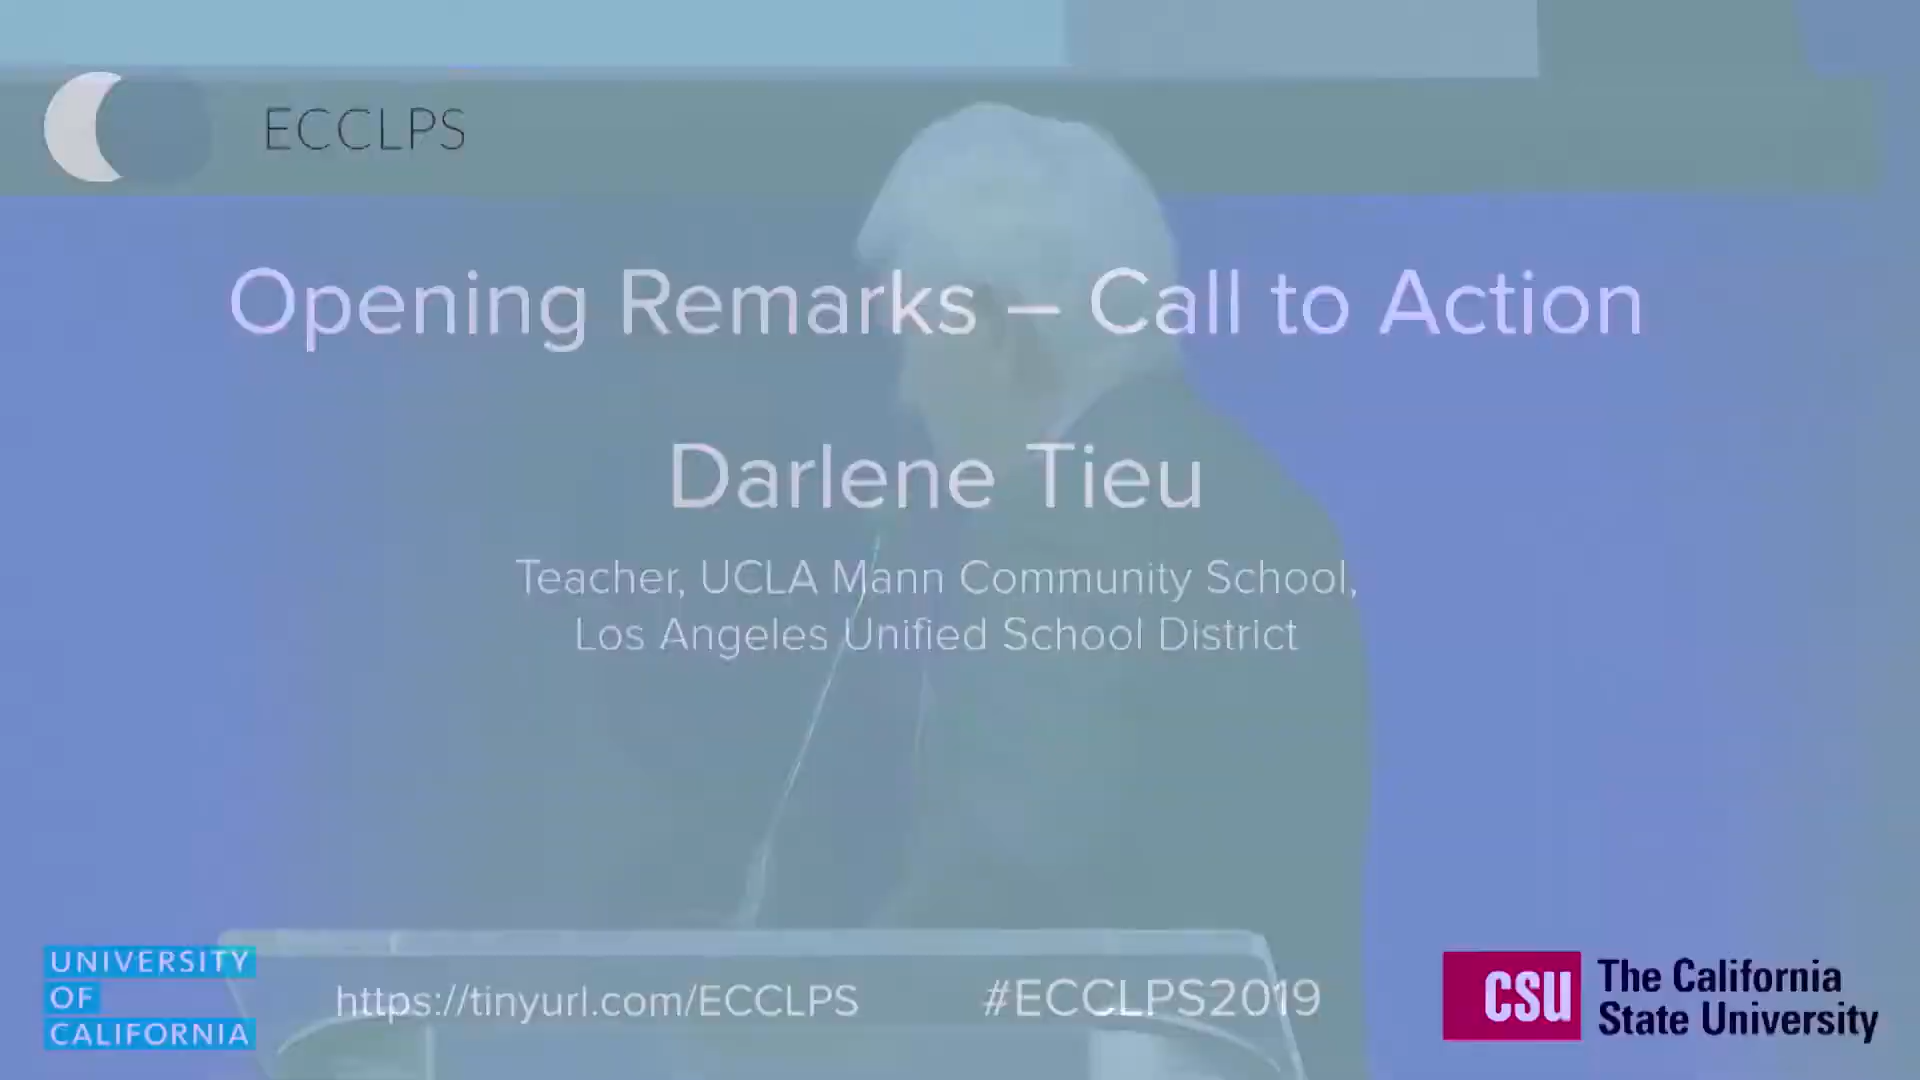 ECCLPS
Opening Remarks – Call to Action
Darlene Tieu
Teacher, UCLA Mann Community School,
Los Angeles Unified School District
UNIVERSITY
OF
CALIFORNIA
https://tinyurl.com/ECCLPS
#ECCLPS2019
CSU
The California
State University